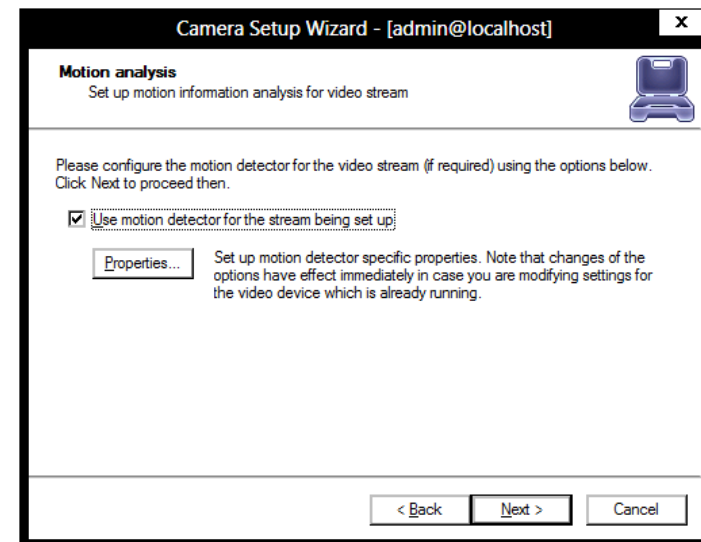 Camera Setup Wizard - [admin@localhost]
x
Motion analysis
Set up motion information analysis for video stream
Please configure the motion detector for the video stream (if required) using the options below.
Click Next to proceed then.
Use motion detector for the stream being set up
Properties...
Set up motion detector specific properties. Note that changes of the
options have effect immediately in case you are modifying settings for
the video device which is already running.
< Back
Next >
Cancel